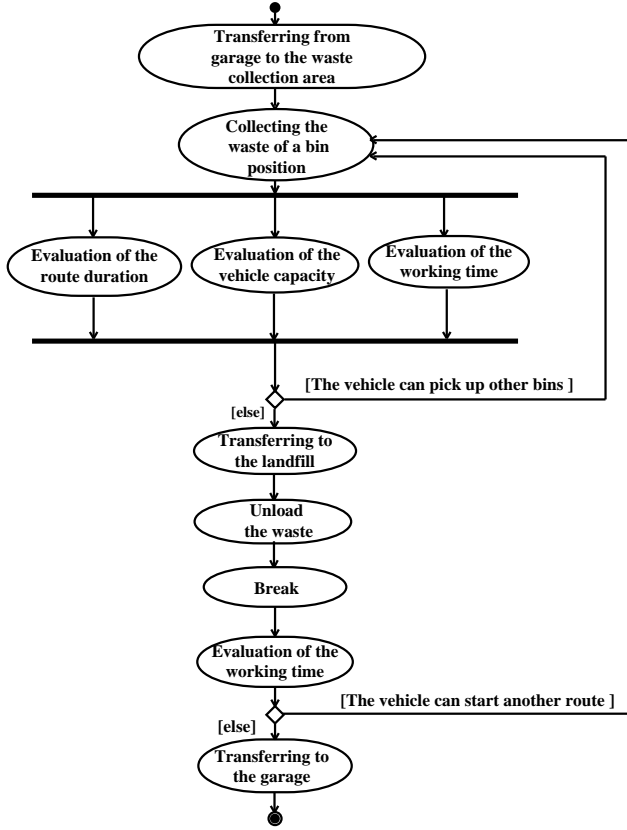 Transferring from
garage to the waste
collection area
Collecting the
waste of a bin
position
Evaluation of the
route duration
Evaluation of the
vehicle capacity
Evaluation of the
working time
[The vehicle can pick up other bins ]
[else]
Transferring to
the landfill
Unload
the waste
Break
Evaluation of the
working time
[The vehicle can start another route ]
[else]
Transferring to
the garage